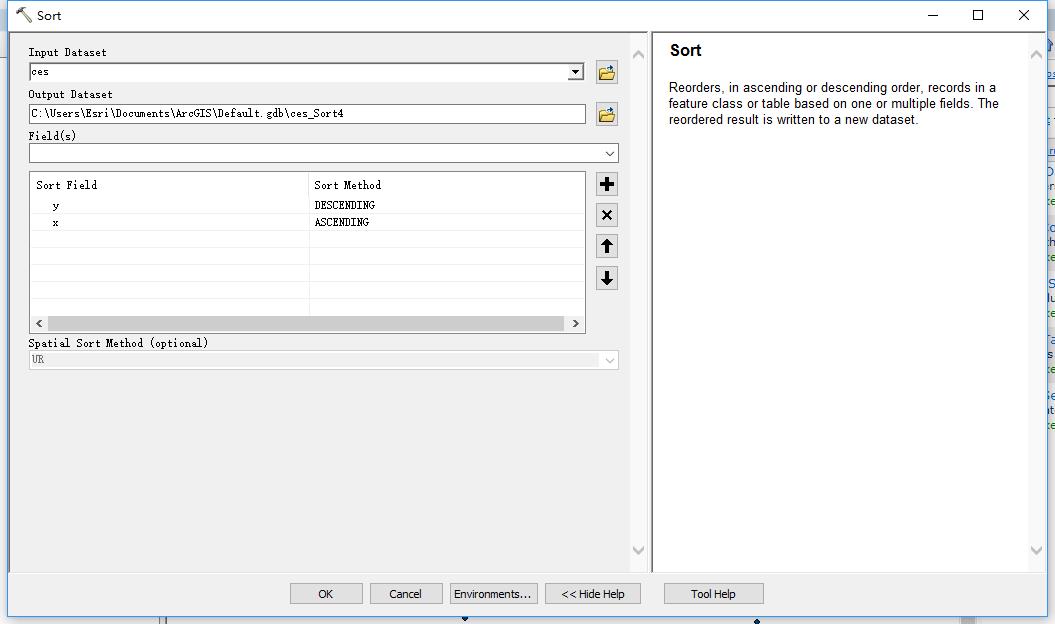 Sort
Input Dataset
ces
Output Dataset
C:\Users\Esri\Documents\ArcGIS\Default.gdb\ces_Sort4
Field(s)
Sort Field Sort Method
y DESCENDING
x ASCENDING
Spatial Sort Method (optional)
UR
Sort
Reorders, in ascending or descending order, records in a
feature class or table based on one or multiple fields. The
reordered result is written to a new dataset.
OK Cancel Environments... << Hide Help Tool Help